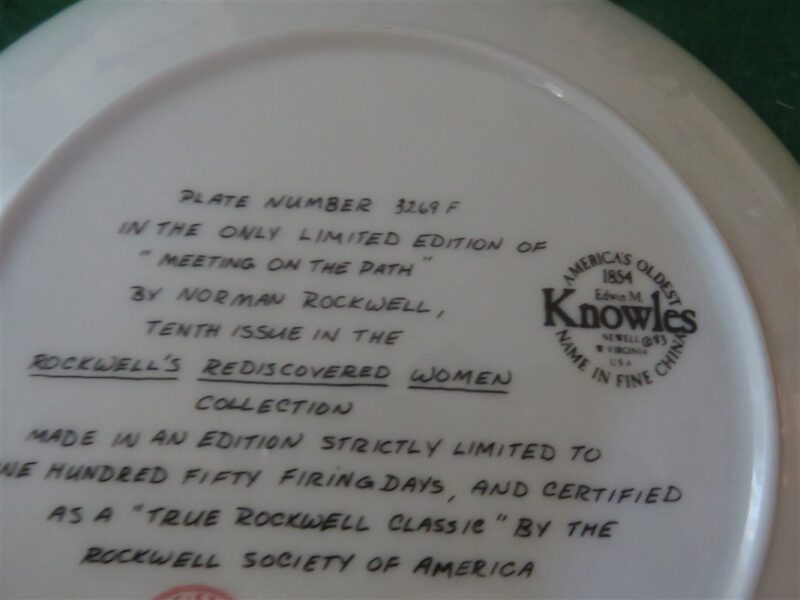 PLATE NUMBER 3269 F
IN THE ONLY LIMITED EDITION OF
"MEETING ON THE PATH"
BY NORMAN ROCKWELL,
TENTH ISSUE IN THE
ROCKWELL'S REDISCOVERED WOMEN
COLLECTION
MADE IN AN EDITION STRICTLY LIMITED TO
HUNDRED FIFTY FIRING DAYS, AND CERTIFIED
AS A "TRUE ROCKWELL CLASSIC" BY THE
ROCKWELL SOCIETY OF AMERICA
AMERICA'S OLDEST
1854
Edwin M.
Knowles
NEWELL © 83
W VIRGINIA
U.S.A
NAME IN FINE CHINA